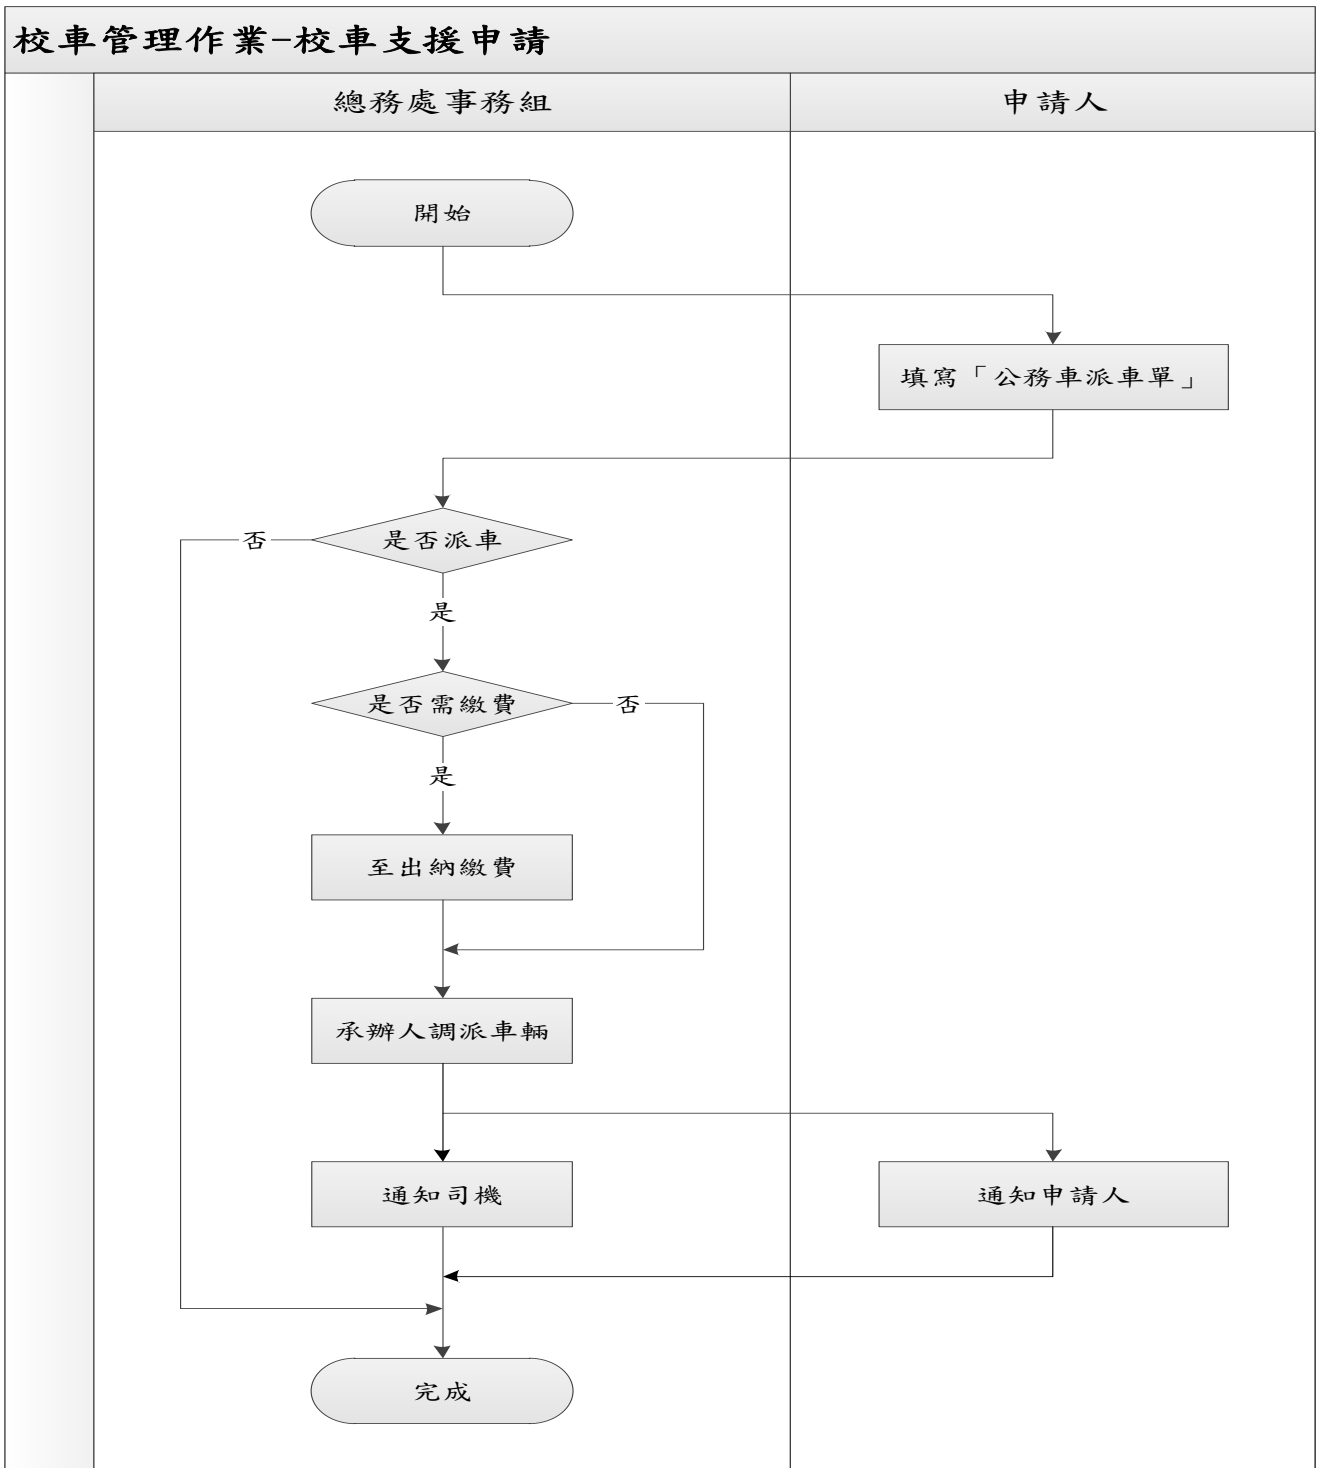 校車管理作業-校車支援申請
總務處事務組
申請人
開始
填寫「公務車派車單」
是否派車
否
是
是否需繳費
否
是
至出納繳費
承辦人調派車輛
通知司機
通知申請人
完成